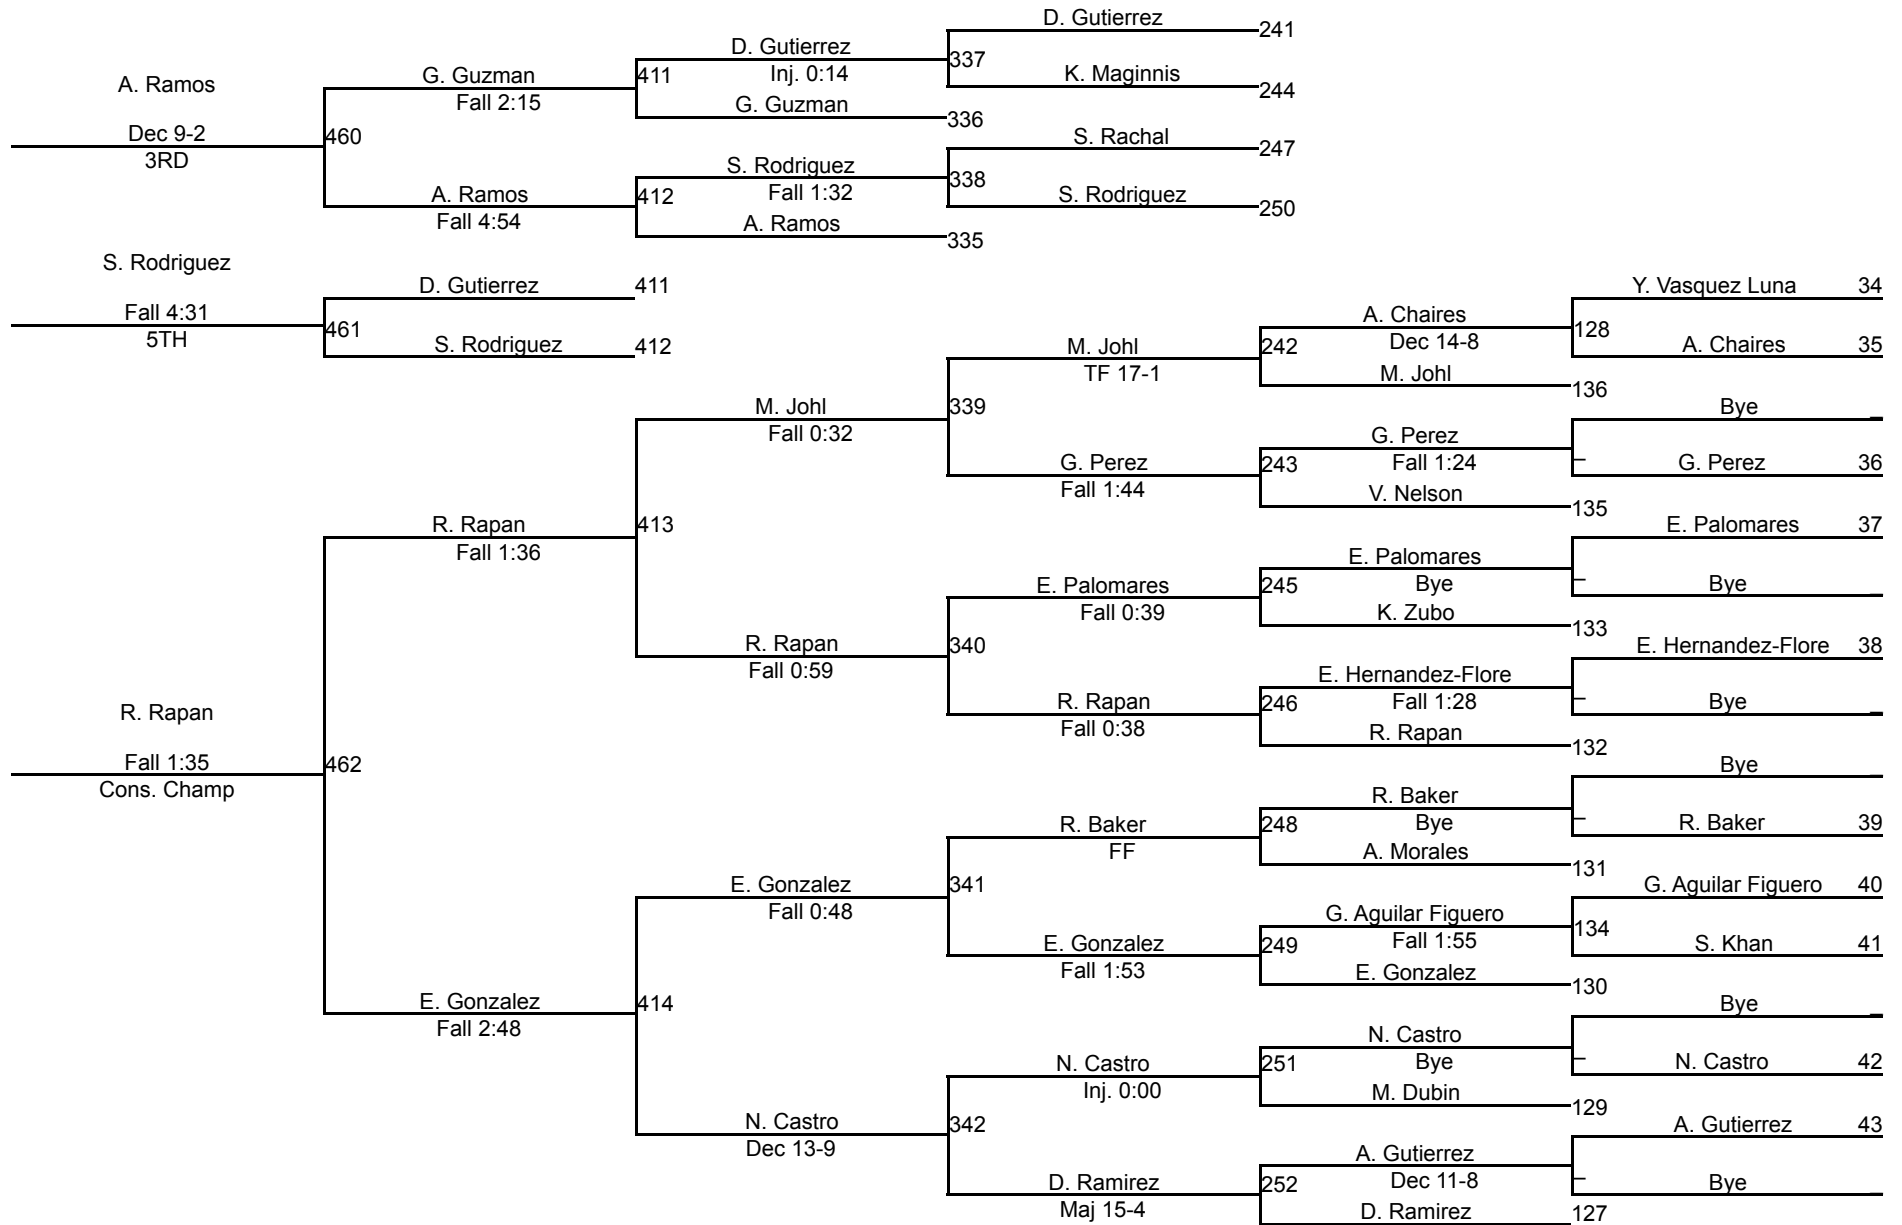 D. Gutierrez
241
D. Gutierrez
337
Inj. 0:14
K. Maginnis
244
G. Guzman
411
Fall 2:15
G. Guzman
336
A. Ramos
Dec 9-2
3RD
460
S. Rachal
247
S. Rodriguez
338
Fall 1:32
S. Rodriguez
250
A. Ramos
412
Fall 4:54
A. Ramos
335
S. Rodriguez
Fall 4:31
5TH
461
D. Gutierrez
411
S. Rodriguez
412
Y. Vasquez Luna
34
A. Chaires
128
Dec 14-8
A. Chaires
35
M. Johl
242
TF 17-1
M. Johl
136
M. Johl
339
Fall 0:32
Bye
_
G. Perez
–
Fall 1:24
G. Perez
36
G. Perez
243
Fall 1:44
V. Nelson
135
R. Rapan
413
Fall 1:36
E. Palomares
37
E. Palomares
–
Bye
Bye
_
E. Palomares
245
Fall 0:39
K. Zubo
133
R. Rapan
340
Fall 0:59
E. Hernandez-Flore
38
E. Hernandez-Flore
–
Fall 1:28
Bye
_
R. Rapan
246
Fall 0:38
R. Rapan
132
R. Rapan
Fall 1:35
Cons. Champ
462
Bye
_
R. Baker
–
Bye
R. Baker
39
R. Baker
248
FF
A. Morales
131
E. Gonzalez
341
Fall 0:48
G. Aguilar Figuero
40
G. Aguilar Figuero
134
Fall 1:55
S. Khan
41
E. Gonzalez
249
Fall 1:53
E. Gonzalez
130
E. Gonzalez
414
Fall 2:48
Bye
_
N. Castro
–
Bye
N. Castro
42
N. Castro
251
Inj. 0:00
M. Dubin
129
N. Castro
342
Dec 13-9
A. Gutierrez
43
A. Gutierrez
–
Dec 11-8
Bye
_
D. Ramirez
252
Maj 15-4
D. Ramirez
127